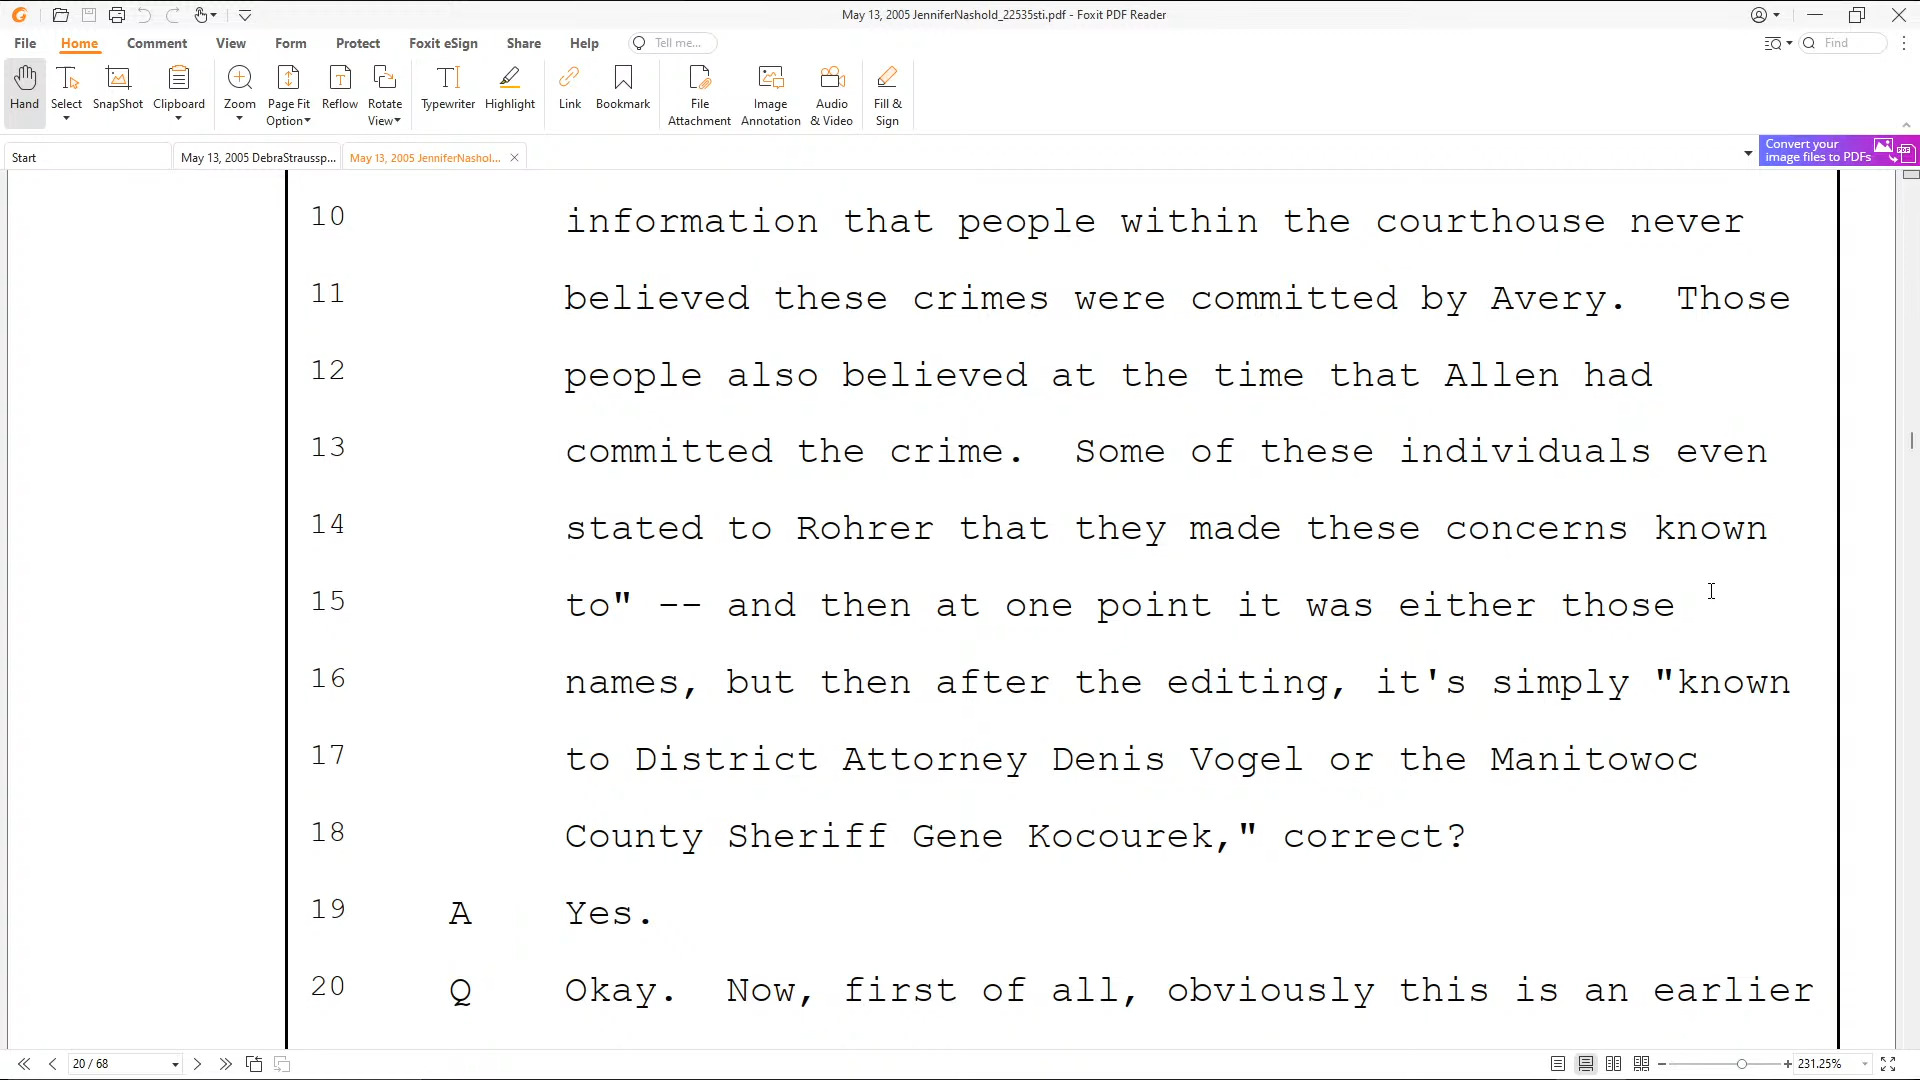 May 13, 2005 JenniferNashold_22535sti.pdf - Foxit PDF Reader
File Home Comment View Form Protect Foxit eSign Share Help Tell me... Find
Hand Select SnapShot Clipboard Zoom Page Fit Option Reflow Rotate View Typewriter Highlight Link Bookmark File Attachment Image Annotation Audio & Video Fill & Sign
Start May 13, 2005 DebraStraussp... May 13, 2005 JenniferNashol...
Convert your
image files to PDFs
10 information that people within the courthouse never
11 believed these crimes were committed by Avery. Those
12 people also believed at the time that Allen had
13 committed the crime. Some of these individuals even
14 stated to Rohrer that they made these concerns known
15 to" -- and then at one point it was either those
16 names, but then after the editing, it's simply "known
17 to District Attorney Denis Vogel or the Manitowoc
18 County Sheriff Gene Kocourek," correct?
19 A Yes.
20 Q Okay. Now, first of all, obviously this is an earlier
20 / 68 231.25%